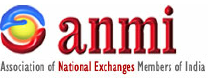 anmi
Association of National Exchanges Members of India